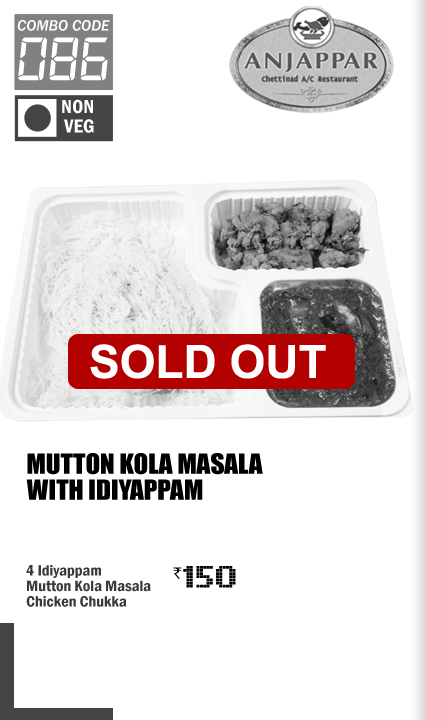 COMBO CODE
086
NON
VEG
ANJAPPAR
Chettinad A/C Restaurant
SOLD OUT
MUTTON KOLA MASALA
WITH IDIYAPPAM
4 Idiyappam
Mutton Kola Masala
Chicken Chukka
₹150